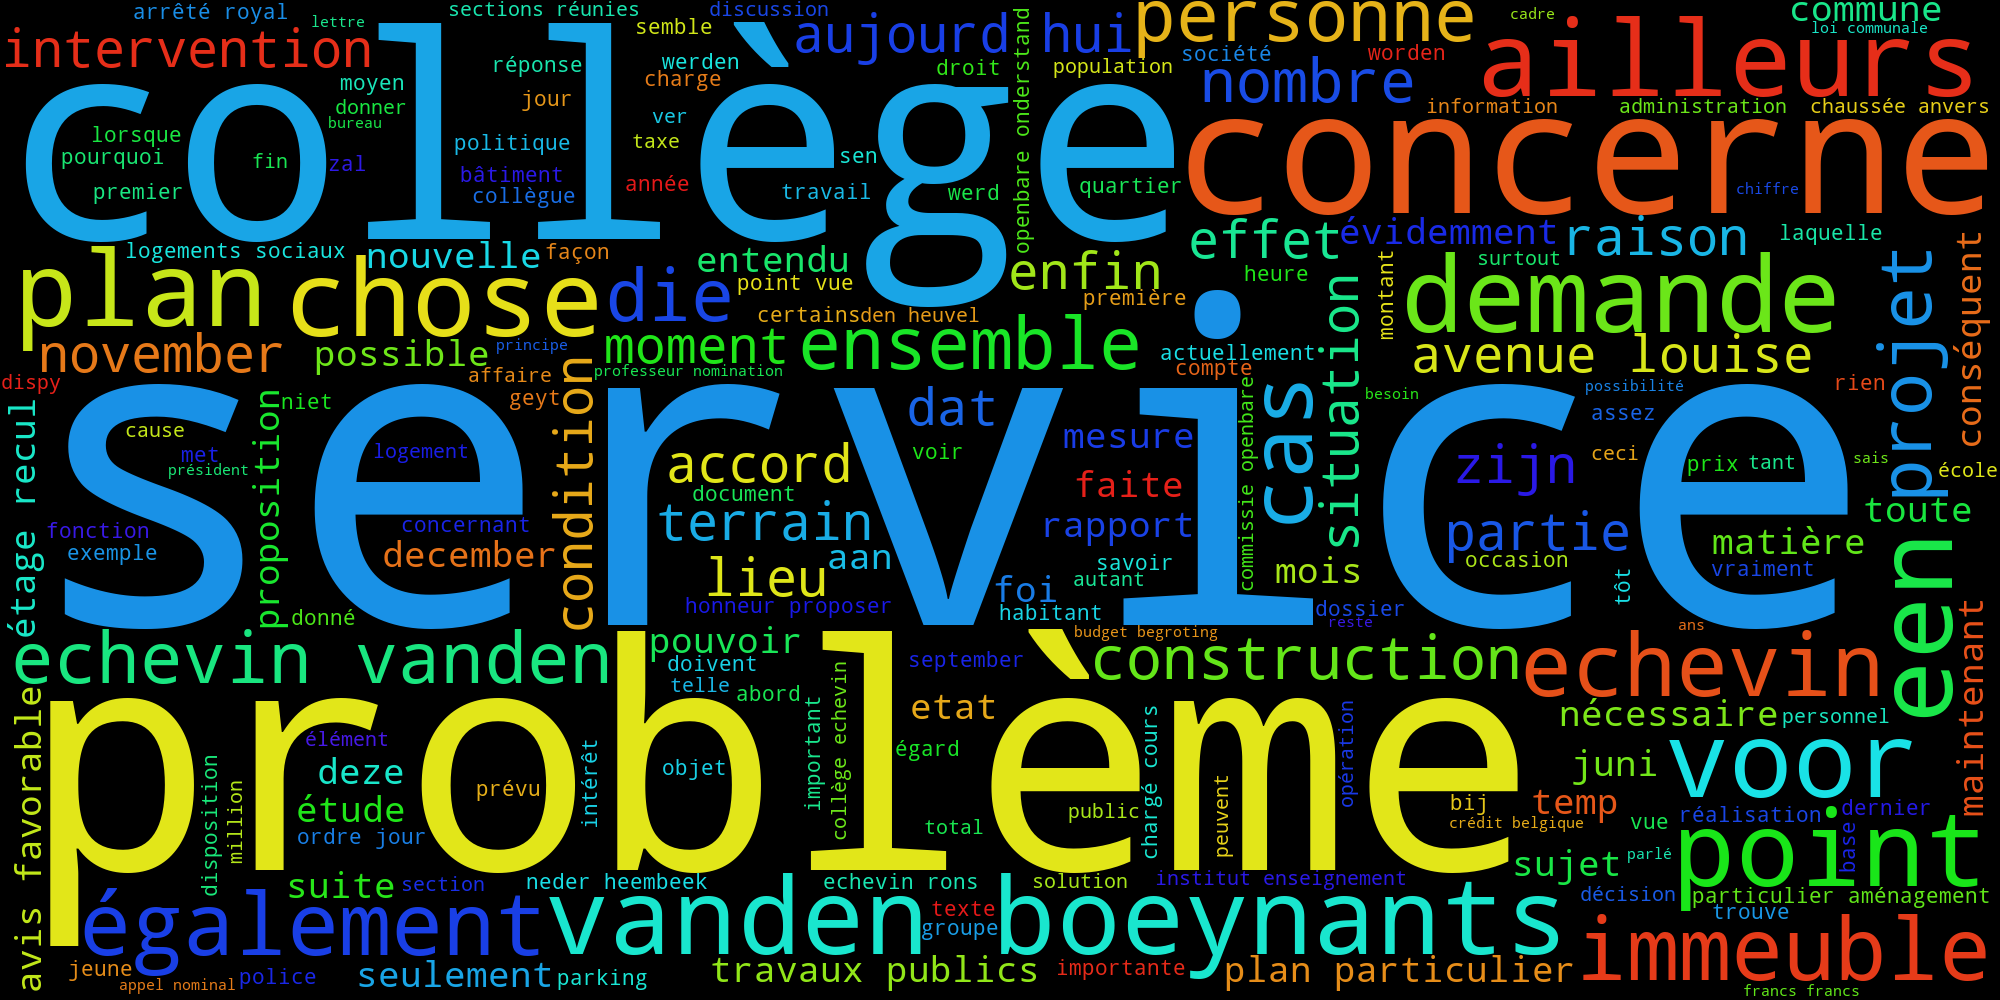 arrêté royal
sections réunies
discussion
cadre
commune
lettre
semble
aujourd hui
personne
ailleurs
loi communale
intervention
collège
réponse
werden
charge
droit
population
société
worden
nombre
moyen
donner
bureau
jour
ver
openbare onderstand
information
administration
chaussée anvers
lorsque
pourquoi
fin
zal
politique
taxe
sen
concerne
premier
bâtiment
collègue
année
travail
werd
quartier
chiffre
logements sociaux
nouvelle
façon
entendu
enfin
effet
évidemment
raison
laquelle
plan
chose
die
point vue
première
heure
surtout
montant
demande
projet
conséquent
certainsden heuvel
november
possible
principe
moment
ensemble
actuellement
situation
avenue louise
dispy
affaire
professeur nomination
compte
cas
besoin
possibilité
rien
service
niet
geyt
condition
dat
assez
étage recul
proposition
cause
met
président
logement
accord
voir
mesure
commissie openbare
zijn
ceci
prix
tant
sais
école
document
faite
toute
fonction
exemple
concernant
december
terrain
aan
rapport
partie
matière
een
lieu
savoir
autant
mois
occasion
vraiment
tôt
donné
honneur proposer
foi
habitant
dossier
reste
ans
maintenant
echevin vanden
pouvoir
budget begroting
construction
echevin
problème
doivent
telle
abord
september
avis favorable
important
collège echevin
etat
chargé cours
opération
nécessaire
personnel
élément
deze
intérêt
objet
égard
juni
voor
disposition
million
étude
prévu
public
peuvent
bij
temp
réalisation
dernier
ordre jour
total
crédit belgique
vue
point
base
suite
section
neder heembeek
echevin rons
solution
institut enseignement
sujet
parlé
également
vanden boeynants
texte
groupe
décision
particulier aménagement
trouve
immeuble
jeune
appel nominal
police
seulement
parking
travaux publics
importante
plan particulier
francs francs